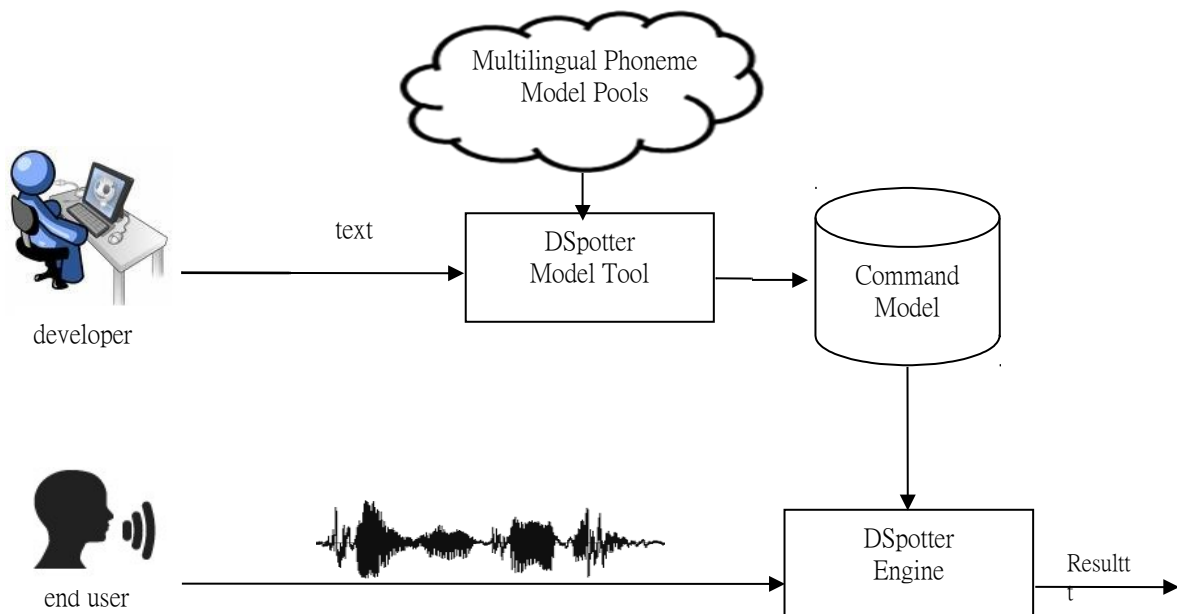 Multilingual Phoneme
Model Pools
text
DSpotter
Model Tool
Command
Model
developer
DSpotter
Engine
Resultt
t
end user